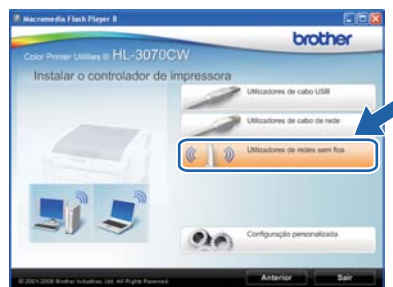 Macromedia Flash Player 8
brother
Color Printer Utilities © HL-3070CW
Instalar o controlador de impressora
Utilizadores de cabo USB
Utilizadores de cabo de rede
Utilizadores de redes sem fios
Configuração personalizada
© 2001-2008 Brother Industries, Ltd. All Rights Reserved.
Anterior
Sair